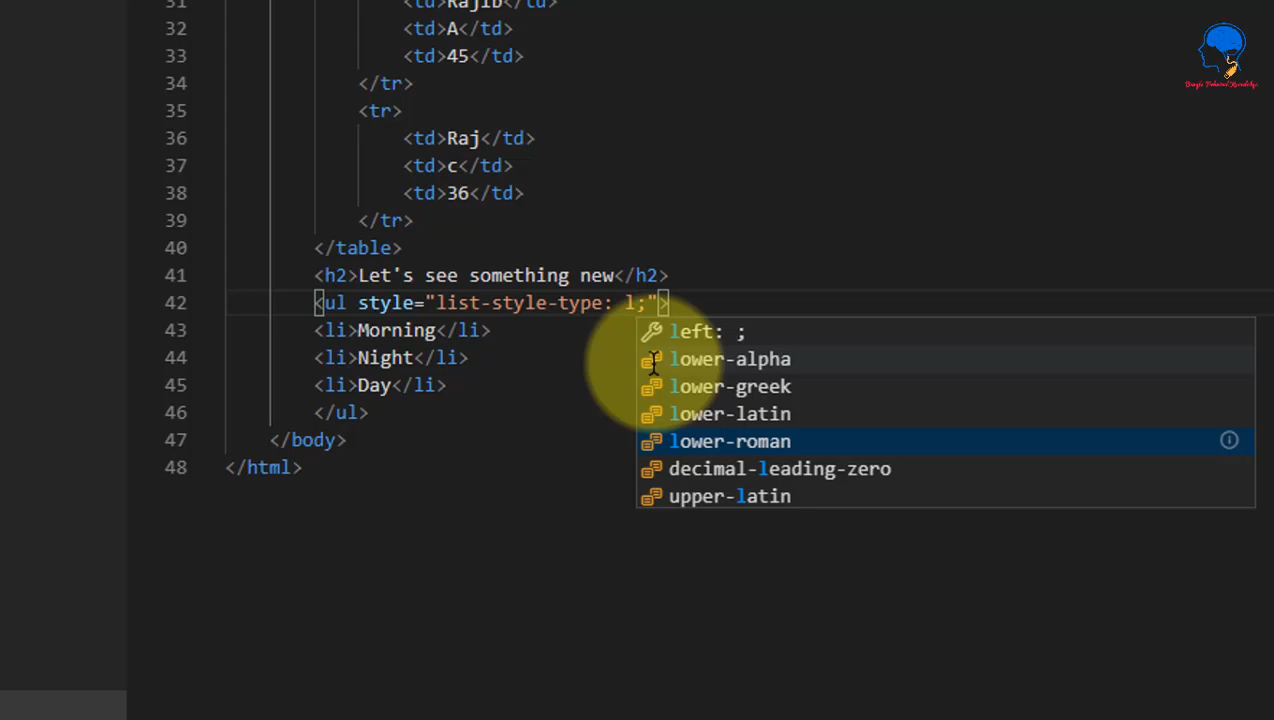 31 <td>Rajib</td>
32 <td>A</td>
33 <td>45</td>
34 </tr>
35 <tr>
36 <td>Raj</td>
37 <td>c</td>
38 <td>36</td>
39 </tr>
40 </table>
41 <h2>Let's see something new</h2>
42 <ul style="list-style-type: l;">
43 <li>Morning</li>
44 <li>Night</li>
45 <li>Day</li>
46 </ul>
47 </body>
48 </html>
left: ;
lower-alpha
lower-greek
lower-latin
lower-roman
decimal-leading-zero
upper-latin